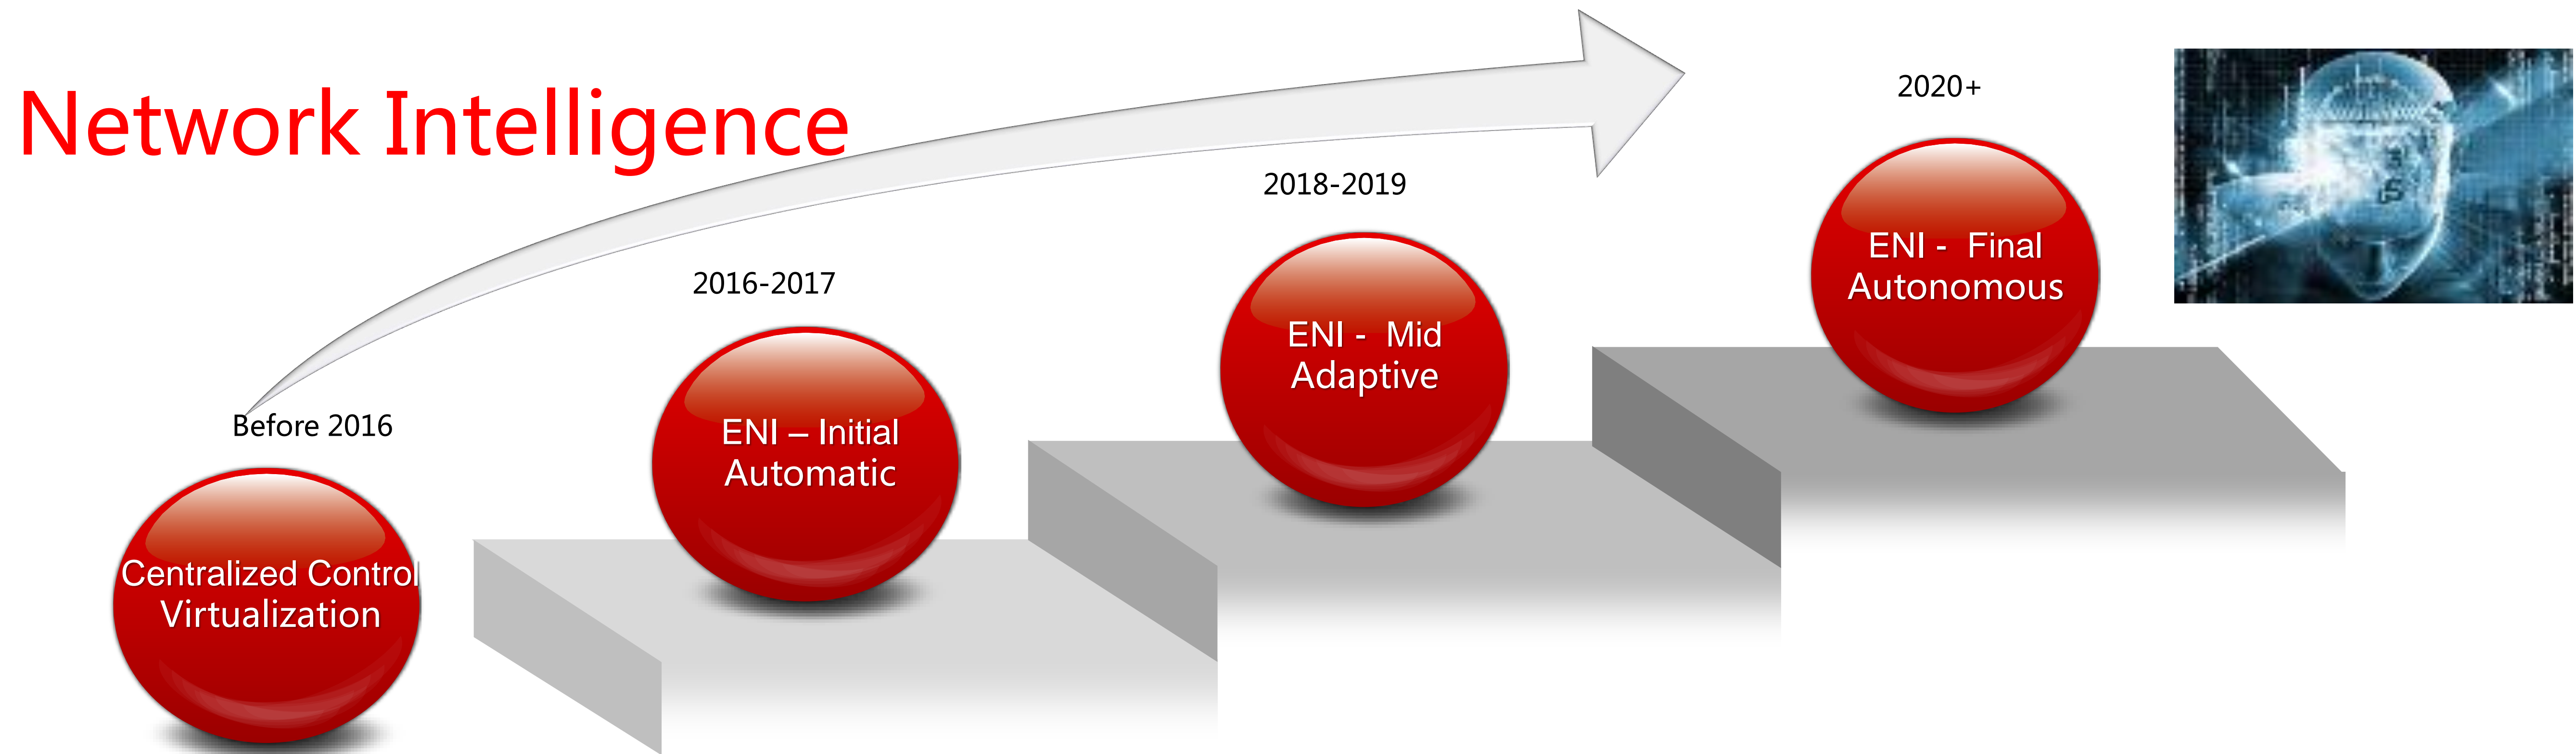 Network Intelligence
Before 2016
Centralized Control
Virtualization
2016-2017
ENI – Initial
Automatic
2018-2019
ENI - Mid
Adaptive
2020+
ENI - Final
Autonomous